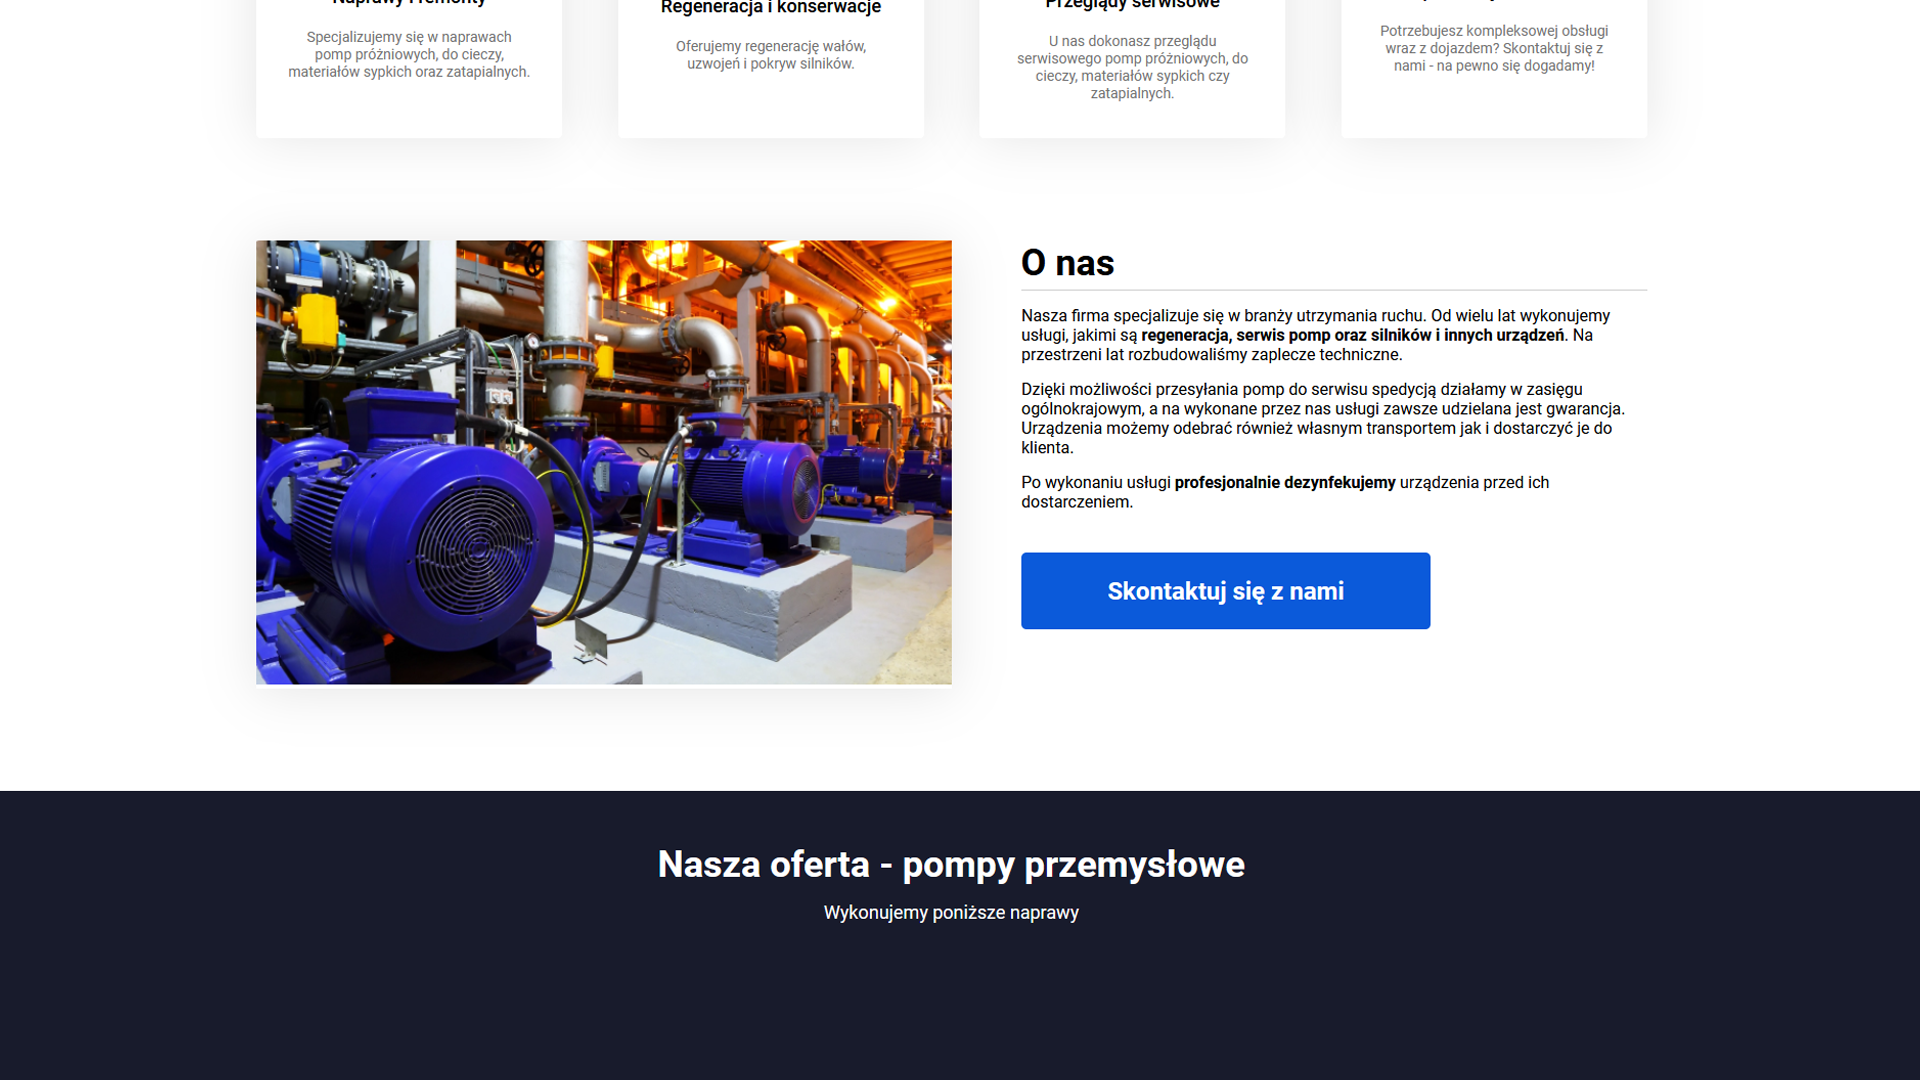 Naprawy i remonty
Regeneracja i konserwacje
Przeglądy serwisowe
Specjalizujemy się w naprawach
pomp próżniowych, do cieczy,
materiałów sypkich oraz zatapialnych.
Oferujemy regenerację wałów,
uzwojeń i pokryw silników.
U nas dokonasz przeglądu
serwisowego pomp próżniowych, do
cieczy, materiałów sypkich czy
zatapialnych.
Potrzebujesz kompleksowej obsługi
wraz z dojazdem? Skontaktuj się z
nami - na pewno się dogadamy!
O nas
Nasza firma specjalizuje się w branży utrzymania ruchu. Od wielu lat wykonujemy
usługi, jakimi są regeneracja, serwis pomp oraz silników i innych urządzeń. Na
przestrzeni lat rozbudowaliśmy zaplecze techniczne.
Dzięki możliwości przesyłania pomp do serwisu spedycją działamy w zasięgu
ogólnokrajowym, a na wykonane przez nas usługi zawsze udzielana jest gwarancja.
Urządzenia możemy odebrać również własnym transportem jak i dostarczyć je do
klienta.
Po wykonaniu usługi profesjonalnie dezynfekujemy urządzenia przed ich
dostarczeniem.
Skontaktuj się z nami
Nasza oferta - pompy przemysłowe
Wykonujemy poniższe naprawy